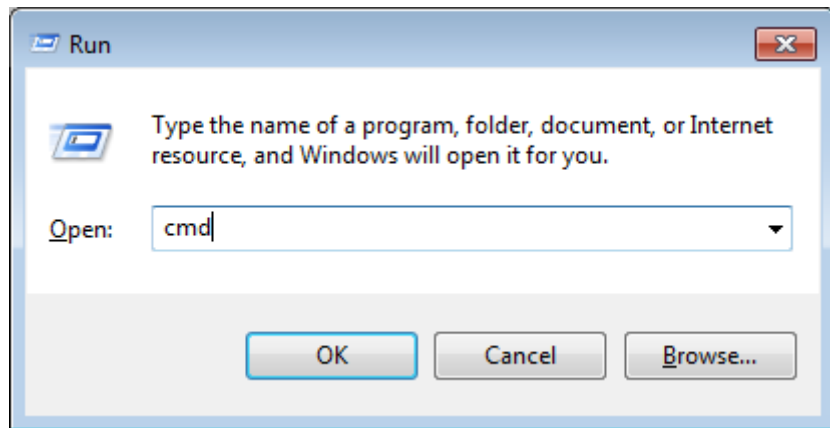 Run
Type the name of a program, folder, document, or Internet
resource, and Windows will open it for you.
Open: cmd
OK Cancel Browse...